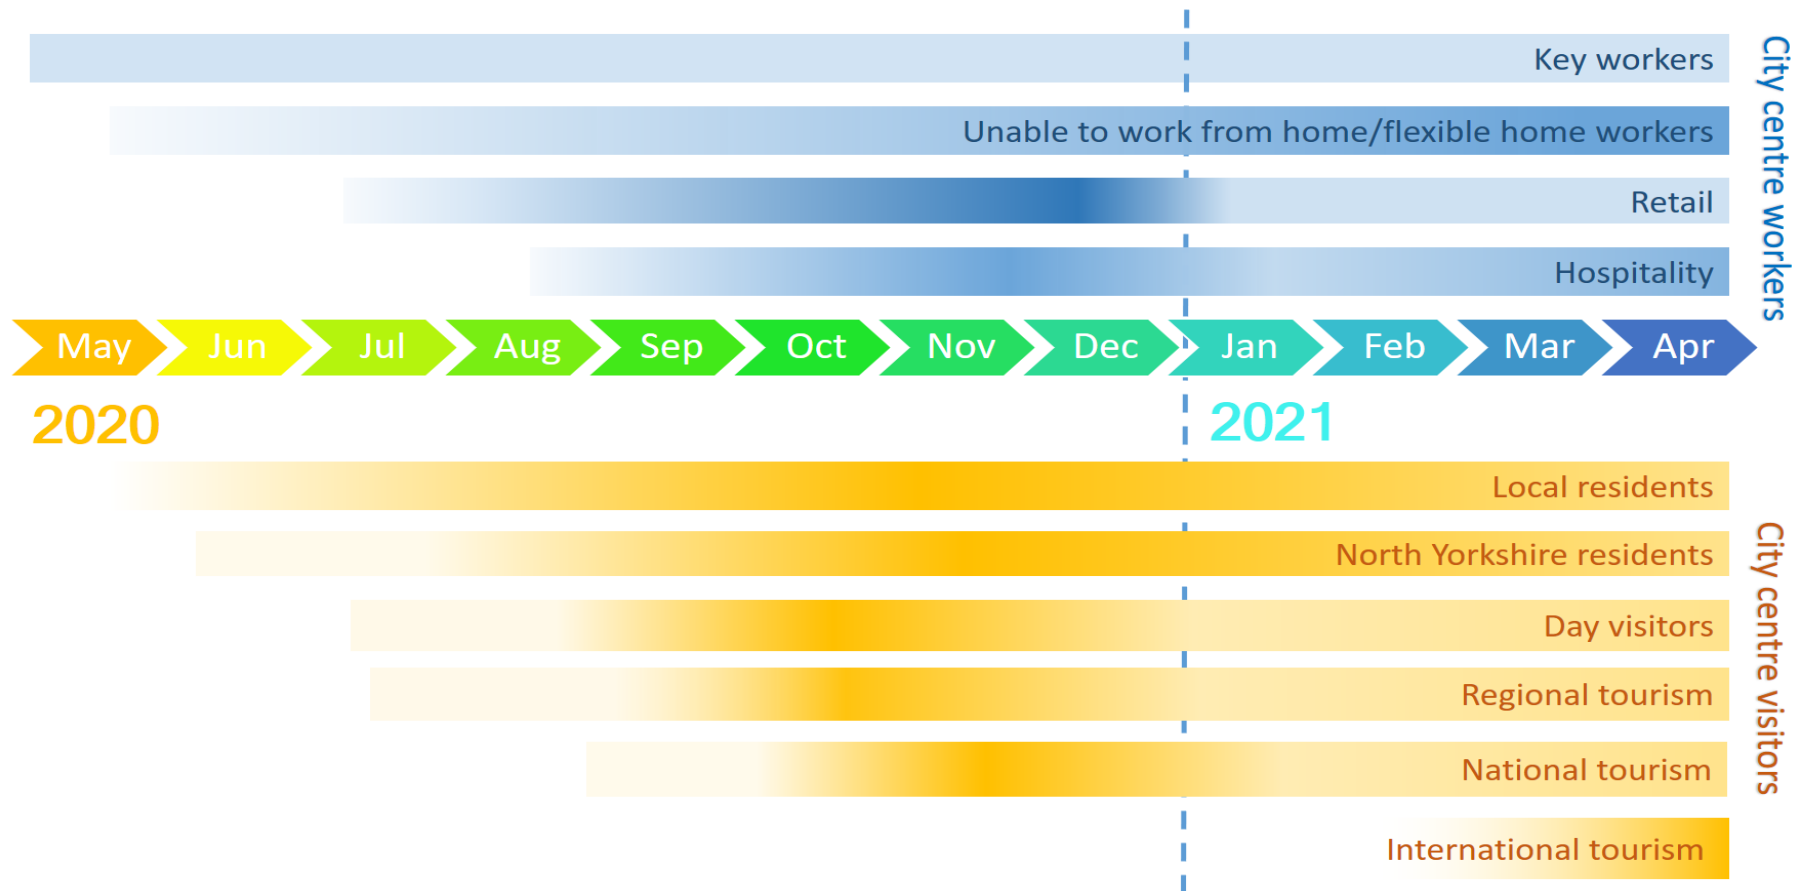 Key workers
Unable to work from home/flexible home workers
Retail
Hospitality
City centre workers
May Jun Jul Aug Sep Oct Nov Dec Jan Feb Mar Apr
2020 2021
Local residents
North Yorkshire residents
Day visitors
Regional tourism
National tourism
International tourism
City centre visitors